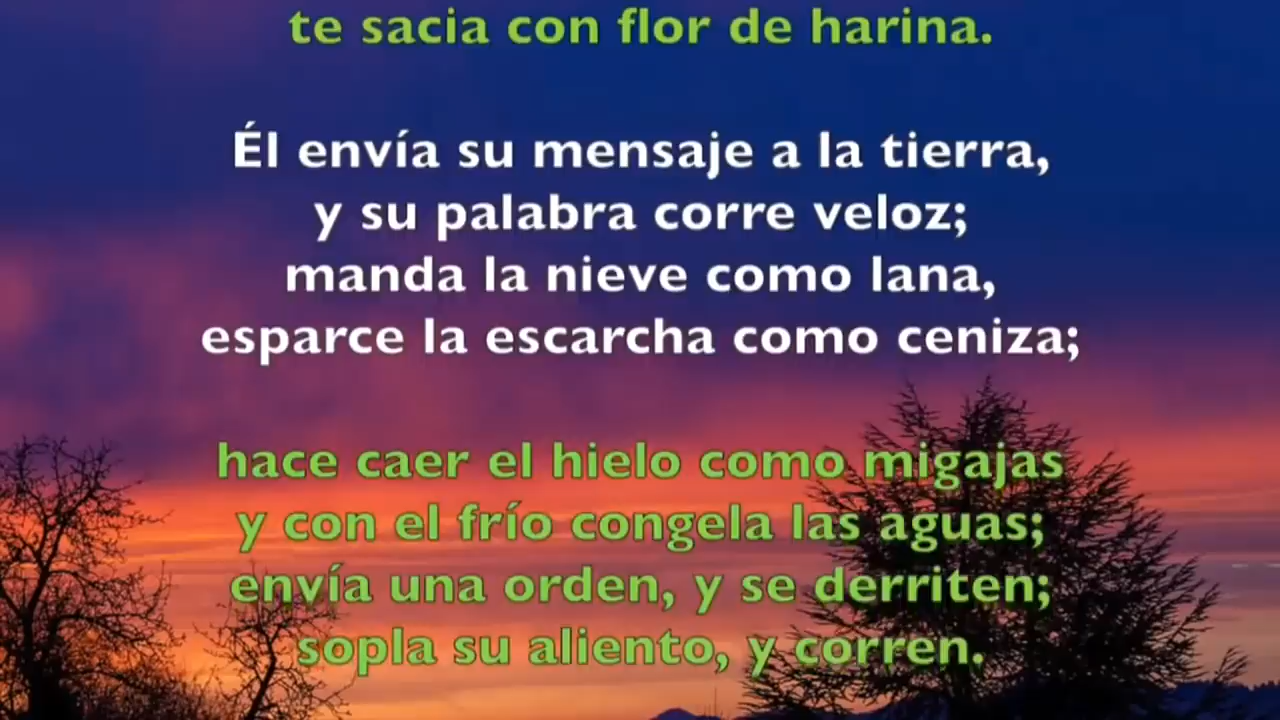 te sacia con flor de harina.
Él envía su mensaje a la tierra,
y su palabra corre veloz;
manda la nieve como lana,
esparce la escarcha como ceniza;
hace caer el hielo como migajas
y con el frío congela las aguas;
envía una orden, y se derriten;
sopla su aliento, y corren.